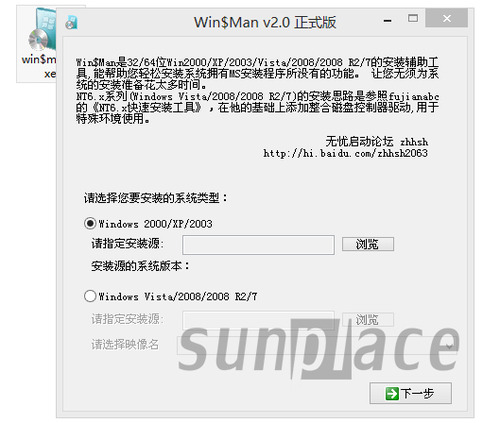 Win$Man v2.0 正式版
win$m
xe
Win$Man是32/64位Win2000/XP/2003/Vista/2008/2008 R2/7的安装辅助工
具,能帮助您轻松安装系统拥有MS安装程序所没有的功能。 让您无须为系
统的安装准备花太多时间。
NT6.x系列(Windows Vista/2008/2008 R2/7)的安装思路是参照fujianabc
的《NT6.x快速安装工具》,在他的基础上添加整合磁盘控制器驱动,用于
特殊环境使用。
无忧启动论坛 zhhsh
http://hi.baidu.com/zhhsh2063
请选择您要安装的系统类型：
Windows 2000/XP/2003
请指定安装源: 浏览
安装源的系统版本：
Windows Vista/2008/2008 R2/7
请指定安装源: 浏览
请选择映像名
sunplace
下一步